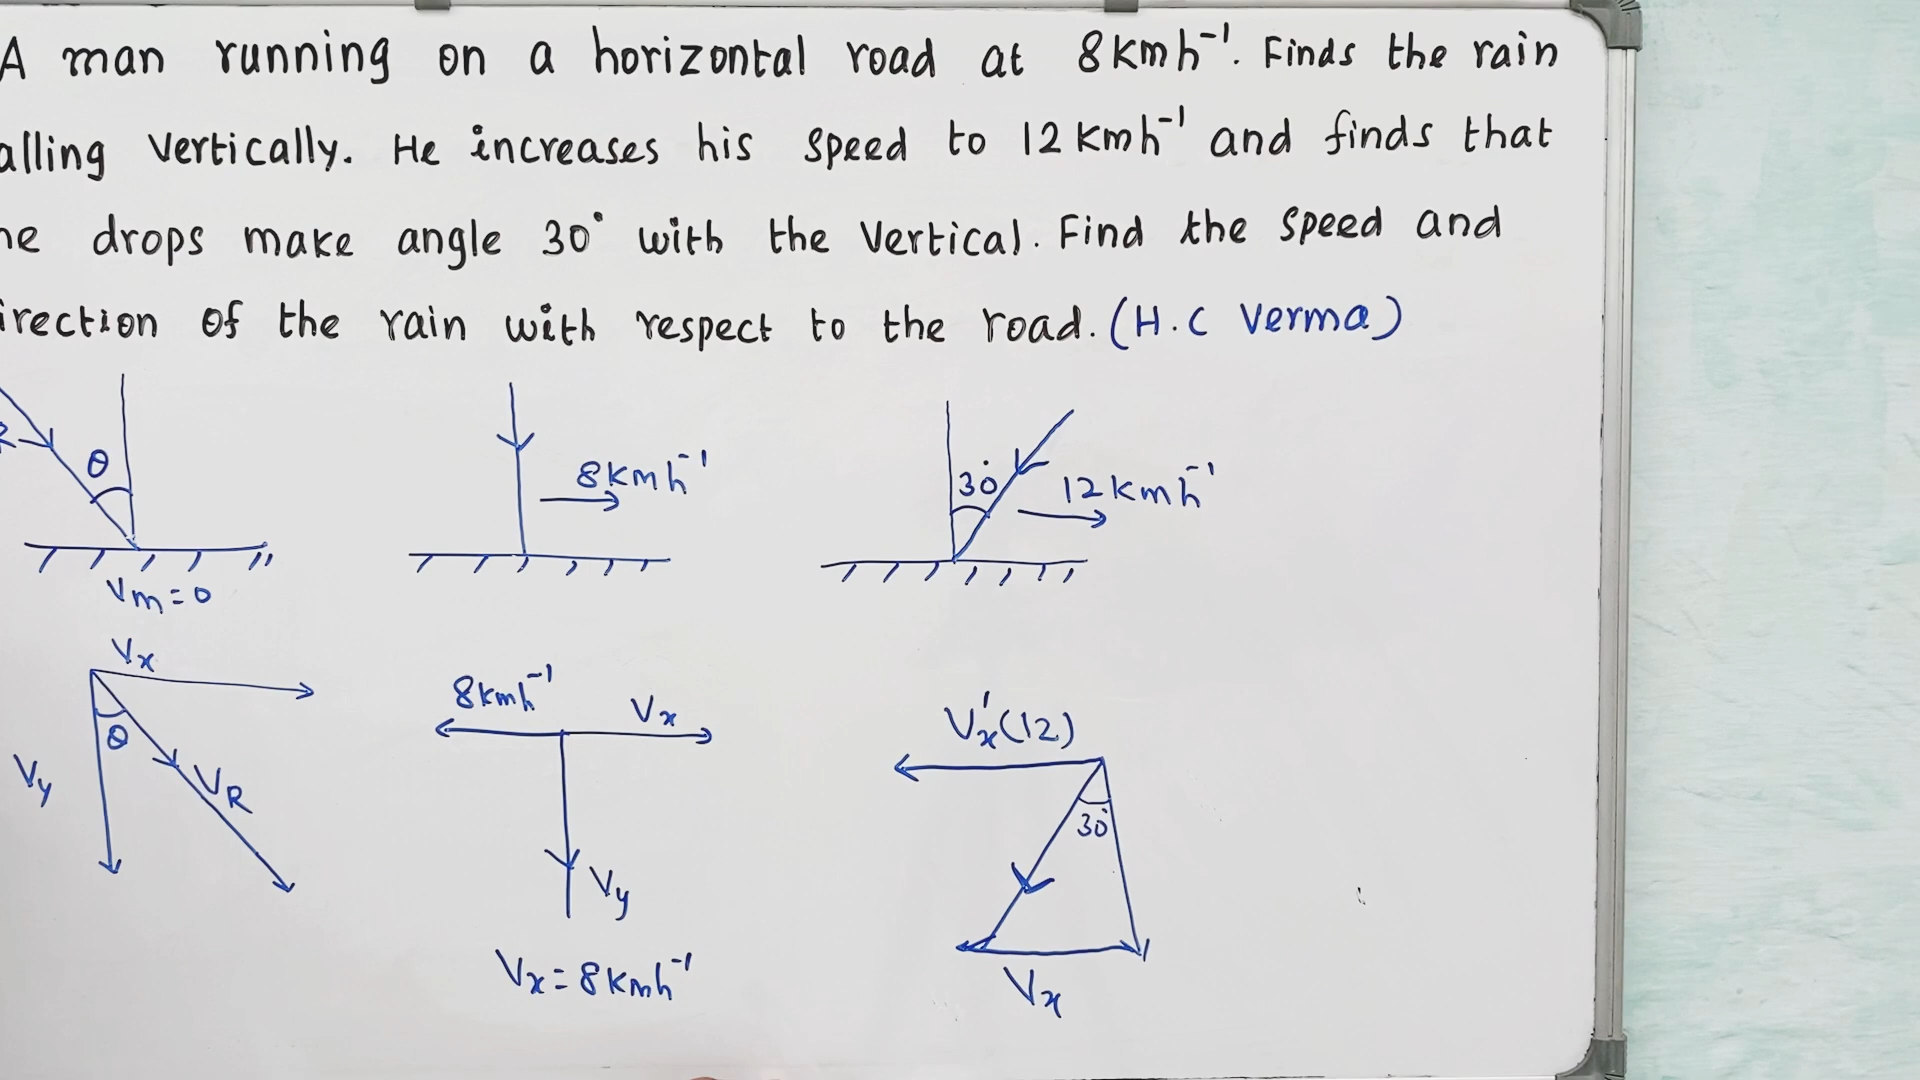 A man running on a horizontal road at 8 Kmh⁻¹. Finds the rain
alling Vertically. He increases his speed to 12 Kmh⁻¹ and finds that
he drops make angle 30° with the Vertical. Find the speed and
irection of the rain with respect to the road. (H.C Verma)
θ
8 Kmh⁻¹
30°
12 Kmh⁻¹
Vm=0
Vx
8 kmh⁻¹
Vx
V'x(12)
θ
Vy
VR
30°
Vy
Vx = 8 Kmh⁻¹
Vx